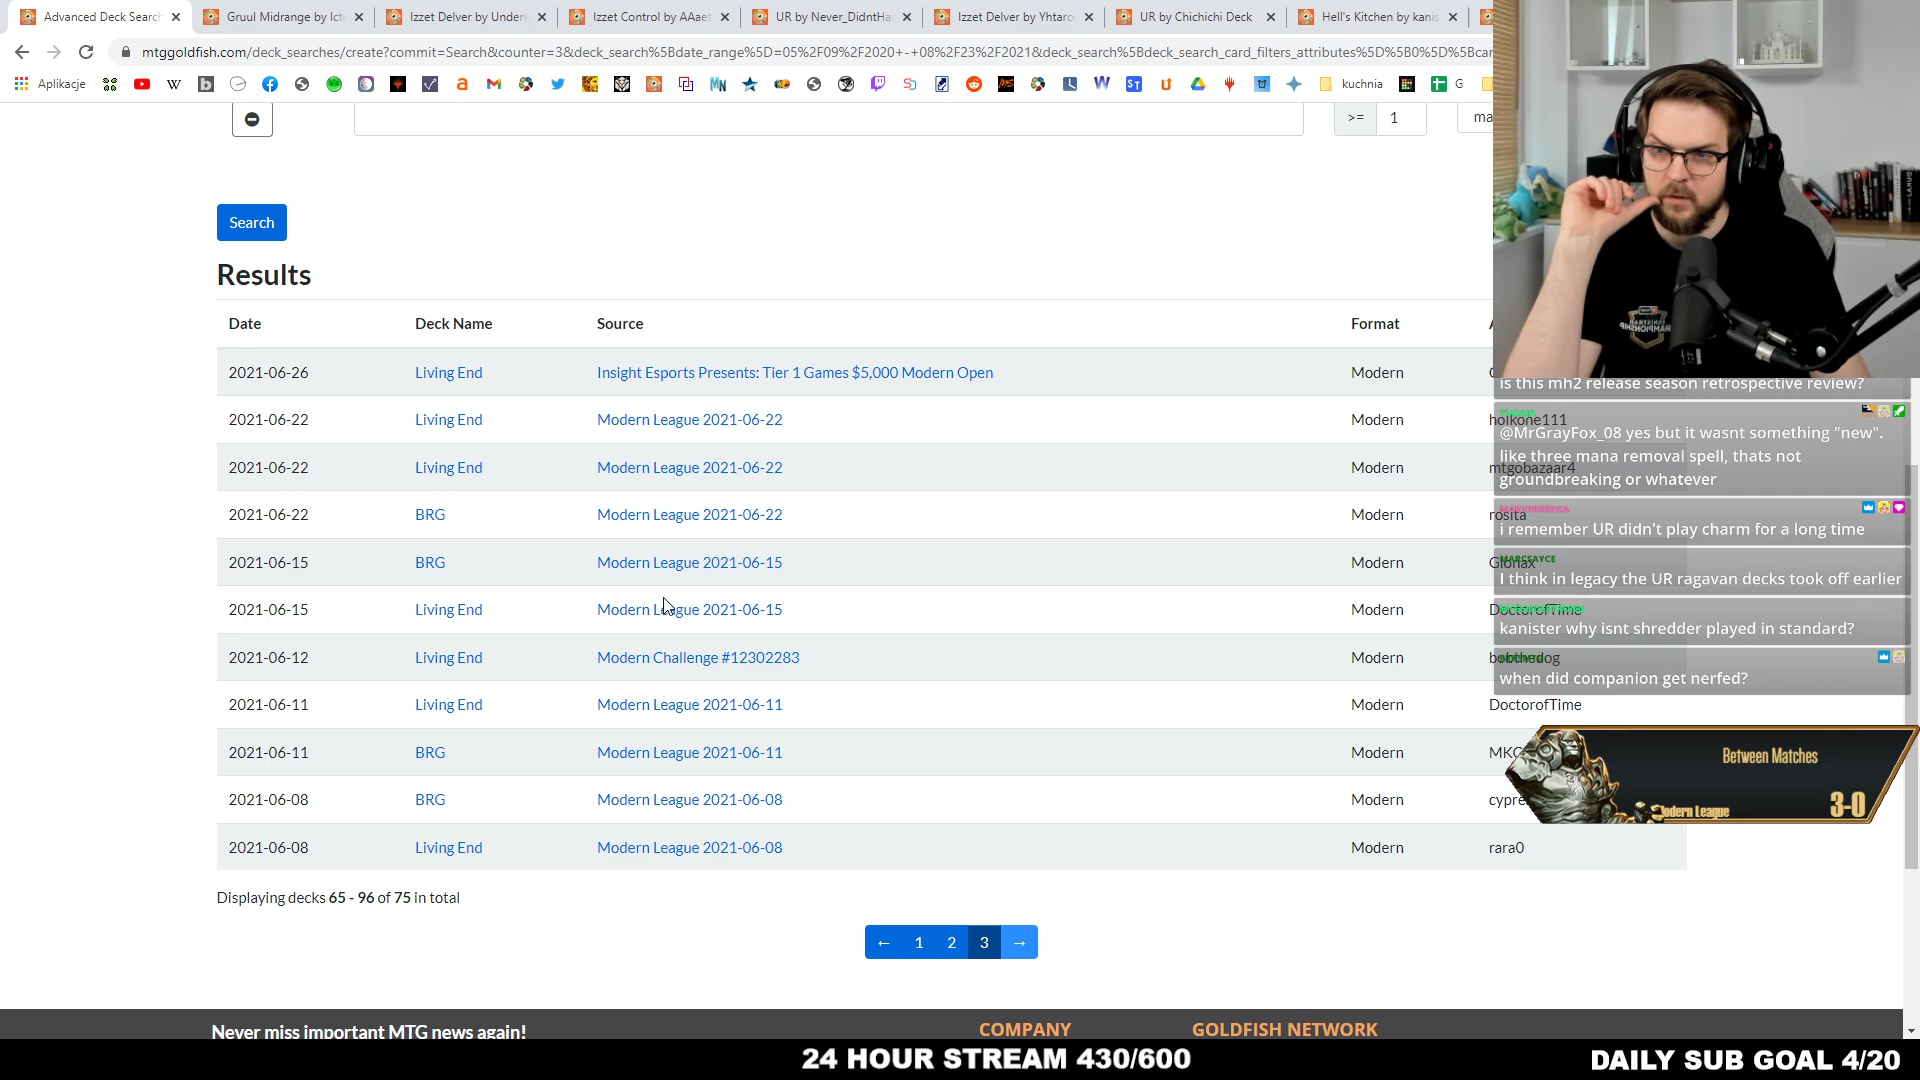 Advanced Deck Search
Gruul Midrange by Icte
Izzet Delver by Underv
Izzet Control by AAaet
UR by Never_DidntHa
Izzet Delver by Yhtaro
UR by Chichichi Deck
Hell's Kitchen by kanis
mtggoldfish.com/deck_searches/create?commit=Search&counter=3&deck_search%5Bdate_range%5D=05%2F09%2F2020+-+08%2F23%2F2021&deck_search%5Bdeck_search_card_filters_attributes%5D%5B0%5D%5Bcar
Aplikacje
kuchnia
G
>= 1 ma
Search
Results
Date Deck Name Source Format A
2021-06-26 Living End Insight Esports Presents: Tier 1 Games $5,000 Modern Open Modern
2021-06-22 Living End Modern League 2021-06-22 Modern holkone111
2021-06-22 Living End Modern League 2021-06-22 Modern mtgobazaar4
2021-06-22 BRG Modern League 2021-06-22 Modern rosita
2021-06-15 BRG Modern League 2021-06-15 Modern
2021-06-15 Living End Modern League 2021-06-15 Modern DoctorofTime
2021-06-12 Living End Modern Challenge #12302283 Modern bobthedog
2021-06-11 Living End Modern League 2021-06-11 Modern DoctorofTime
2021-06-11 BRG Modern League 2021-06-11 Modern MKC
2021-06-08 BRG Modern League 2021-06-08 Modern cypre
2021-06-08 Living End Modern League 2021-06-08 Modern rara0
Displaying decks 65 - 96 of 75 in total
← 1 2 3 →
Never miss important MTG news again!
COMPANY
GOLDFISH NETWORK
is this mh2 release season retrospective review?
@MrGrayFox_08 yes but it wasnt something "new".
like three mana removal spell, thats not
groundbreaking or whatever
i remember UR didn't play charm for a long time
MARCSAYCE
I think in legacy the UR ragavan decks took off earlier
kanister why isnt shredder played in standard?
when did companion get nerfed?
Between Matches
Modern League 3-0
24 HOUR STREAM 430/600
DAILY SUB GOAL 4/20